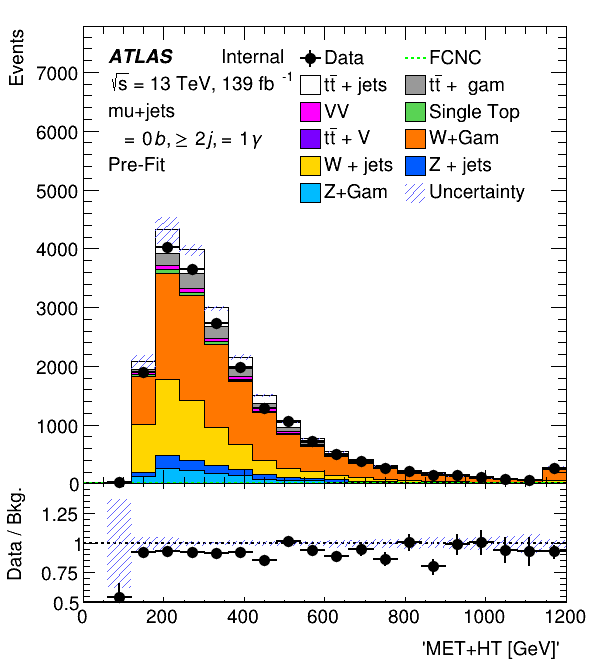 ATLAS Internal
√s = 13 TeV, 139 fb⁻¹
mu+jets
= 0b, ≥ 2j, = 1γ
Pre-Fit
Data
FCNC
tt̄ + jets
tt̄ + gam
VV
Single Top
tt̄ + V
W+Gam
W + jets
Z + jets
Z+Gam
Uncertainty
Events
7000
6000
5000
4000
3000
2000
1000
0
Data / Bkg.
1.25
1
0.75
0.5
0 200 400 600 800 1000 1200
'MET+HT [GeV]'